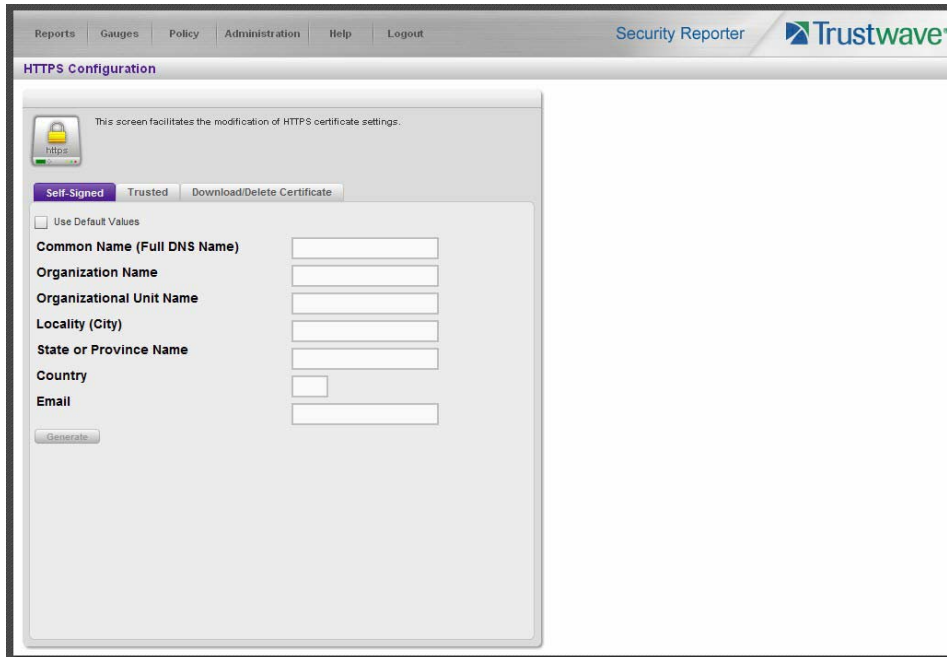 Reports Gauges Policy Administration Help Logout Security Reporter Trustwave®
HTTPS Configuration
This screen facilitates the modification of HTTPS certificate settings.
https
Self-Signed Trusted Download/Delete Certificate
Use Default Values
Common Name (Full DNS Name)
Organization Name
Organizational Unit Name
Locality (City)
State or Province Name
Country
Email
Generate